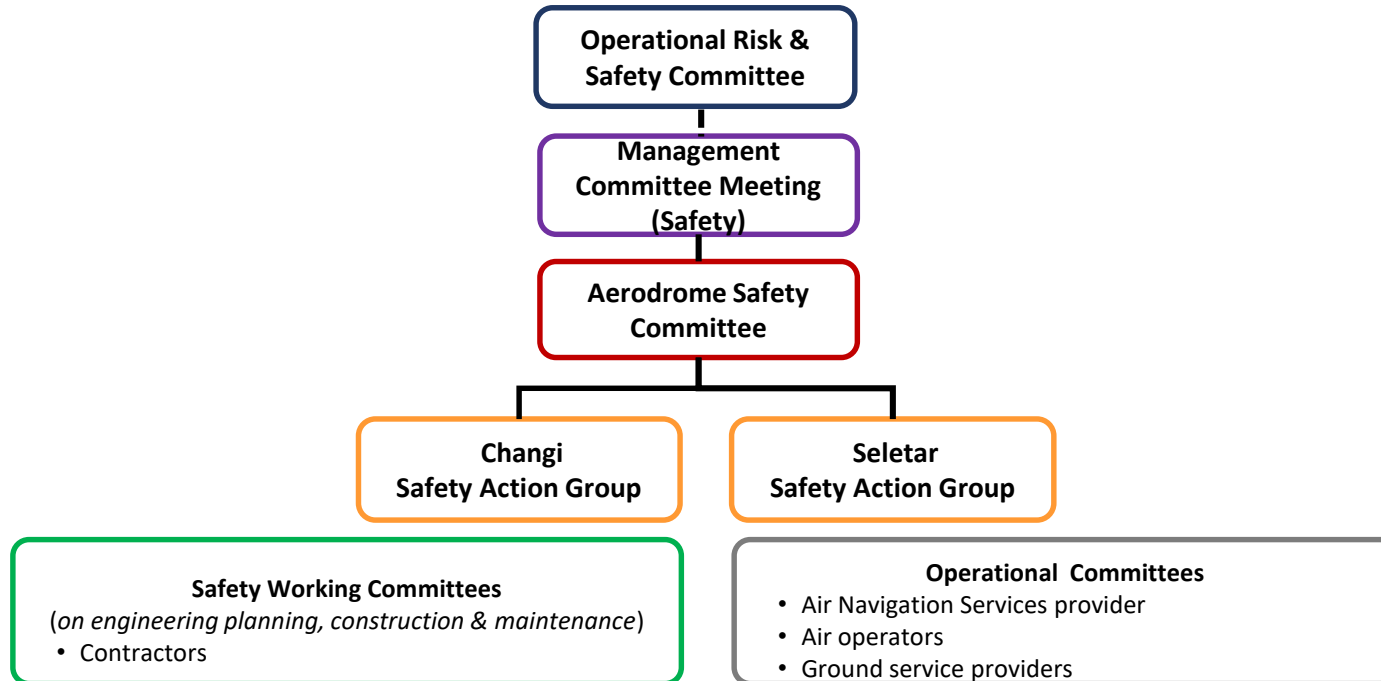 Operational Risk &
Safety Committee
Management
Committee Meeting
(Safety)
Aerodrome Safety
Committee
Changi
Safety Action Group
Seletar
Safety Action Group
Safety Working Committees
(on engineering planning, construction & maintenance)
• Contractors
Operational Committees
• Air Navigation Services provider
• Air operators
• Ground service providers